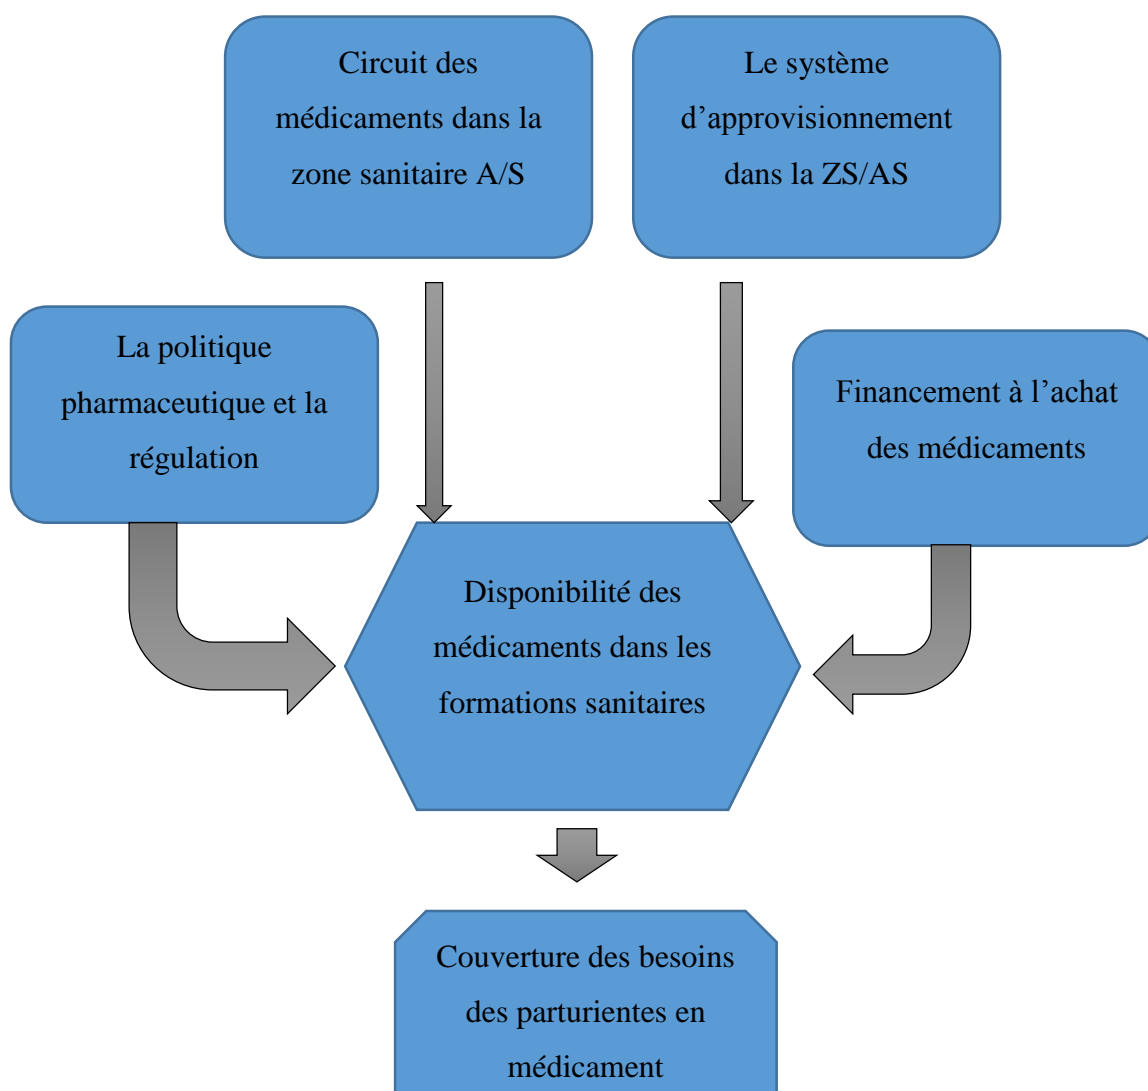 Circuit des
médicaments dans la
zone sanitaire A/S
Le système
d’approvisionnement
dans la ZS/AS
La politique
pharmaceutique et la
régulation
Financement à l’achat
des médicaments
Disponibilité des
médicaments dans les
formations sanitaires
Couverture des besoins
des parturientes en
médicament